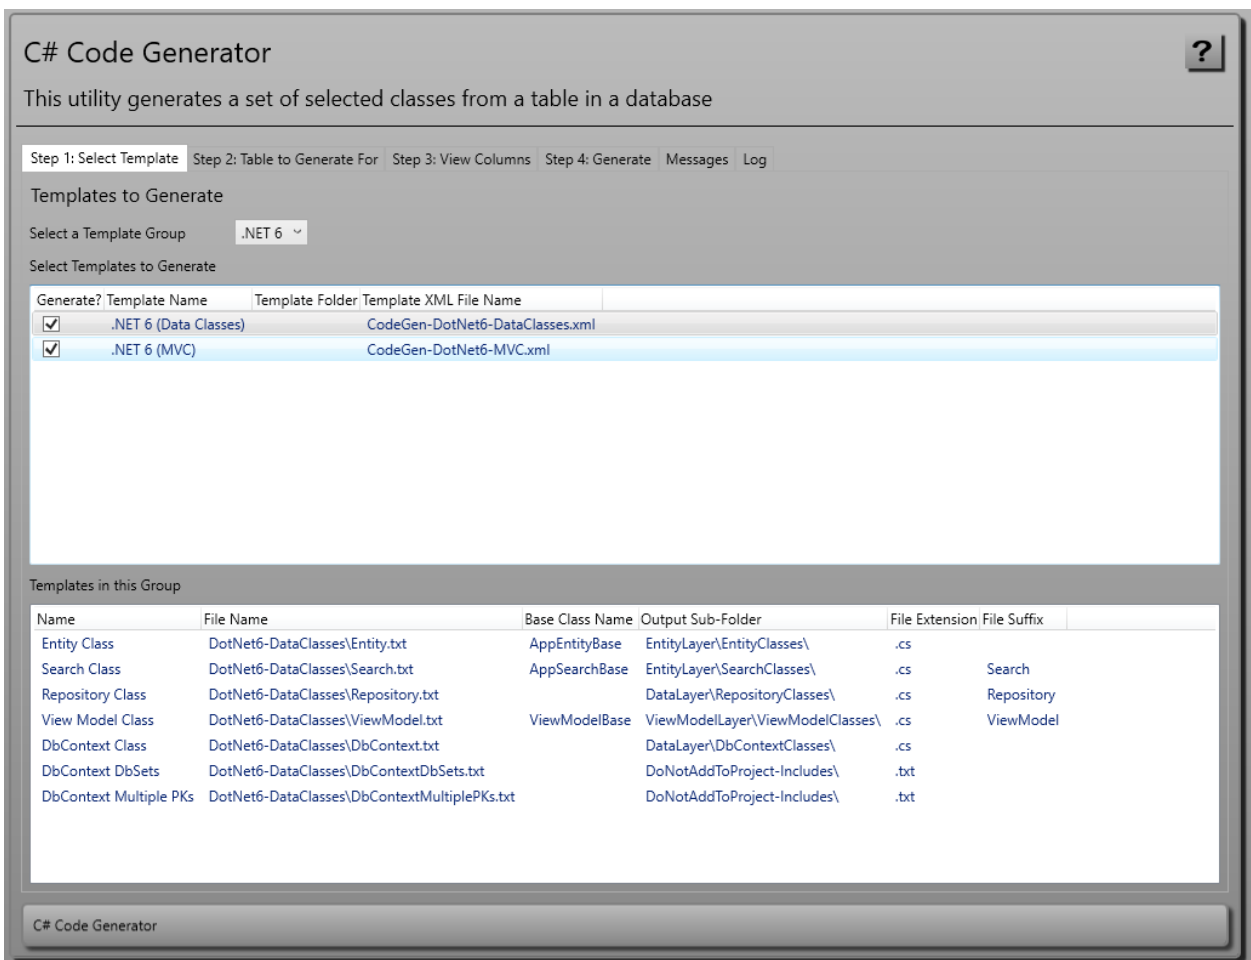 C# Code Generator
?
This utility generates a set of selected classes from a table in a database
Step 1: Select Template Step 2: Table to Generate For Step 3: View Columns Step 4: Generate Messages Log
Templates to Generate
Select a Template Group .NET 6
Select Templates to Generate
Generate? Template Name Template Folder Template XML File Name
.NET 6 (Data Classes) CodeGen-DotNet6-DataClasses.xml
.NET 6 (MVC) CodeGen-DotNet6-MVC.xml
Templates in this Group
Name File Name Base Class Name Output Sub-Folder File Extension File Suffix
Entity Class DotNet6-DataClasses\Entity.txt AppEntityBase EntityLayer\EntityClasses\ .cs
Search Class DotNet6-DataClasses\Search.txt AppSearchBase EntityLayer\SearchClasses\ .cs Search
Repository Class DotNet6-DataClasses\Repository.txt DataLayer\RepositoryClasses\ .cs Repository
View Model Class DotNet6-DataClasses\ViewModel.txt ViewModelBase ViewModelLayer\ViewModelClasses\ .cs ViewModel
DbContext Class DotNet6-DataClasses\DbContext.txt DataLayer\DbContextClasses\ .cs
DbContext DbSets DotNet6-DataClasses\DbContextDbSets.txt DoNotAddToProject-Includes\ .txt
DbContext Multiple PKs DotNet6-DataClasses\DbContextMultiplePKs.txt DoNotAddToProject-Includes\ .txt
C# Code Generator